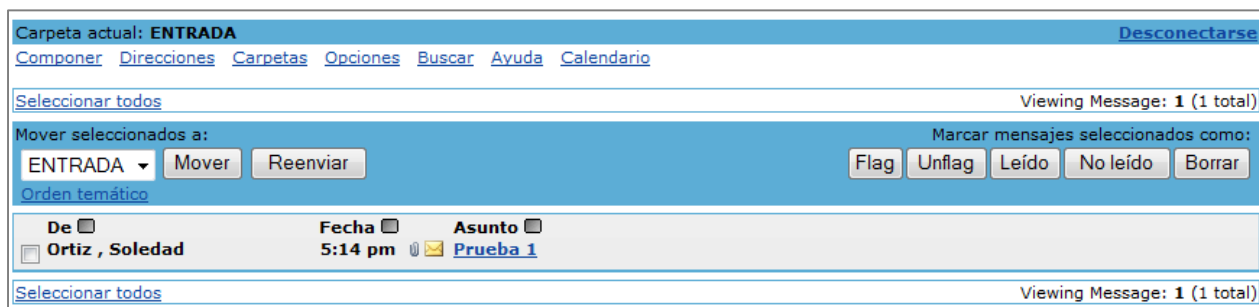 Carpeta actual: ENTRADA Desconectarse
Componer Direcciones Carpetas Opciones Buscar Ayuda Calendario
Seleccionar todos Viewing Message: 1 (1 total)
Mover seleccionados a: Marcar mensajes seleccionados como:
ENTRADA Mover Reenviar Flag Unflag Leído No leído Borrar
Orden temático
De Fecha Asunto
Ortiz , Soledad 5:14 pm Prueba 1
Seleccionar todos Viewing Message: 1 (1 total)